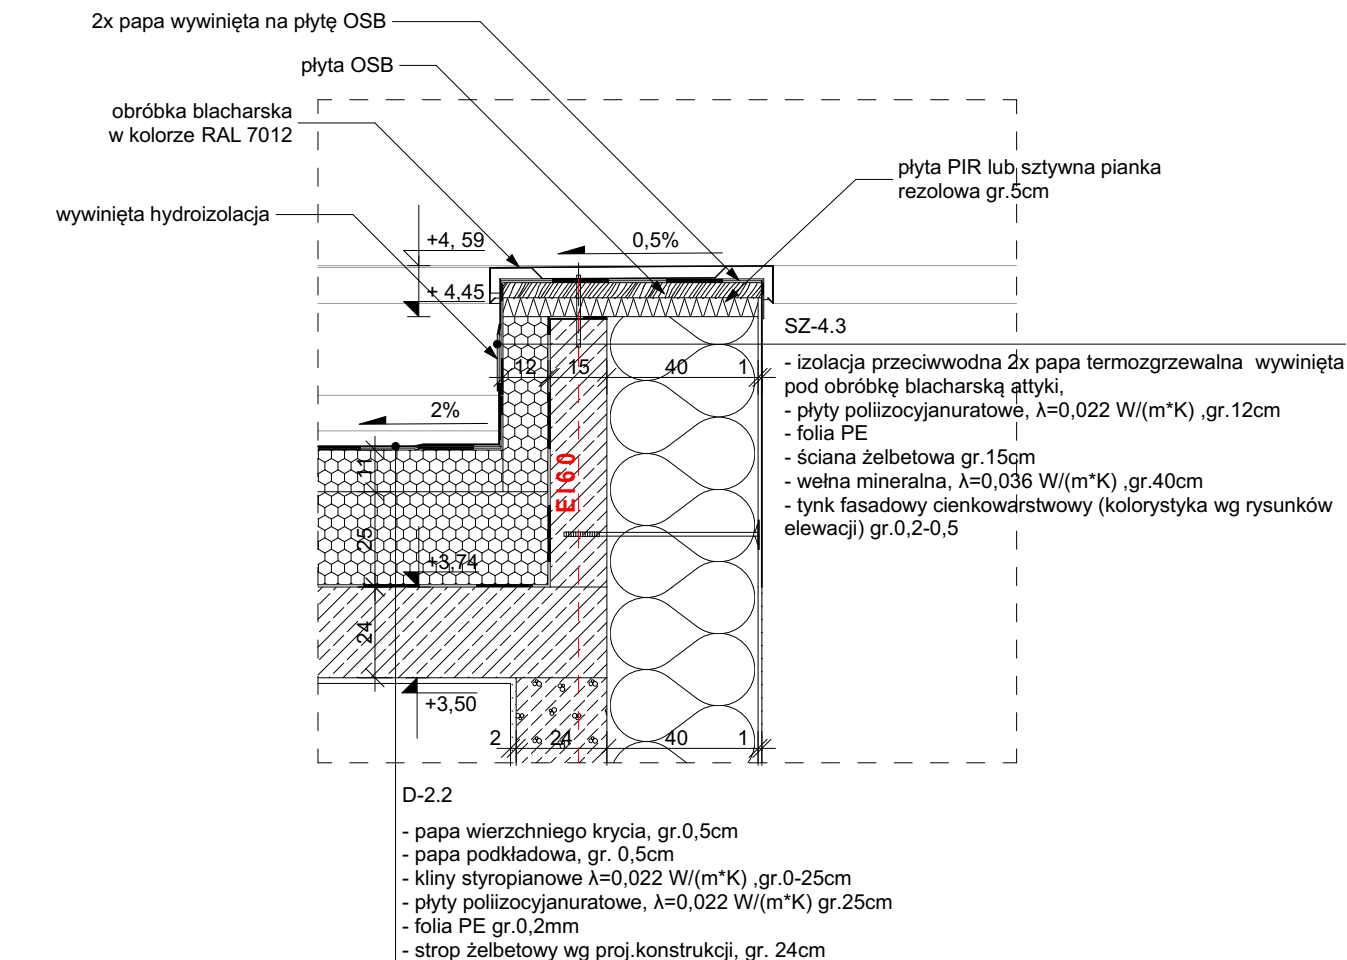 2x papa wywinięta na płytę OSB
płyta OSB
obróbka blacharska
w kolorze RAL 7012
wywinięta hydroizolacja
płyta PIR lub sztywna pianka
rezolowa gr.5cm
+4, 59
0,5%
+ 4,45
12 15 40 1
2%
11
25
+3,74
24
+3,50
EI60
2 24 40 1
SZ-4.3
- izolacja przeciwwodna 2x papa termozgrzewalna wywinięta
pod obróbkę blacharską attyki,
- płyty poliizocyjanuratowe, λ=0,022 W/(m*K) ,gr.12cm
- folia PE
- ściana żelbetowa gr.15cm
- wełna mineralna, λ=0,036 W/(m*K) ,gr.40cm
- tynk fasadowy cienkowarstwowy (kolorystyka wg rysunków
elewacji) gr.0,2-0,5
D-2.2
- papa wierzchniego krycia, gr.0,5cm
- papa podkładowa, gr. 0,5cm
- kliny styropianowe λ=0,022 W/(m*K) ,gr.0-25cm
- płyty poliizocyjanuratowe, λ=0,022 W/(m*K) gr.25cm
- folia PE gr.0,2mm
- strop żelbetowy wg proj.konstrukcji, gr. 24cm